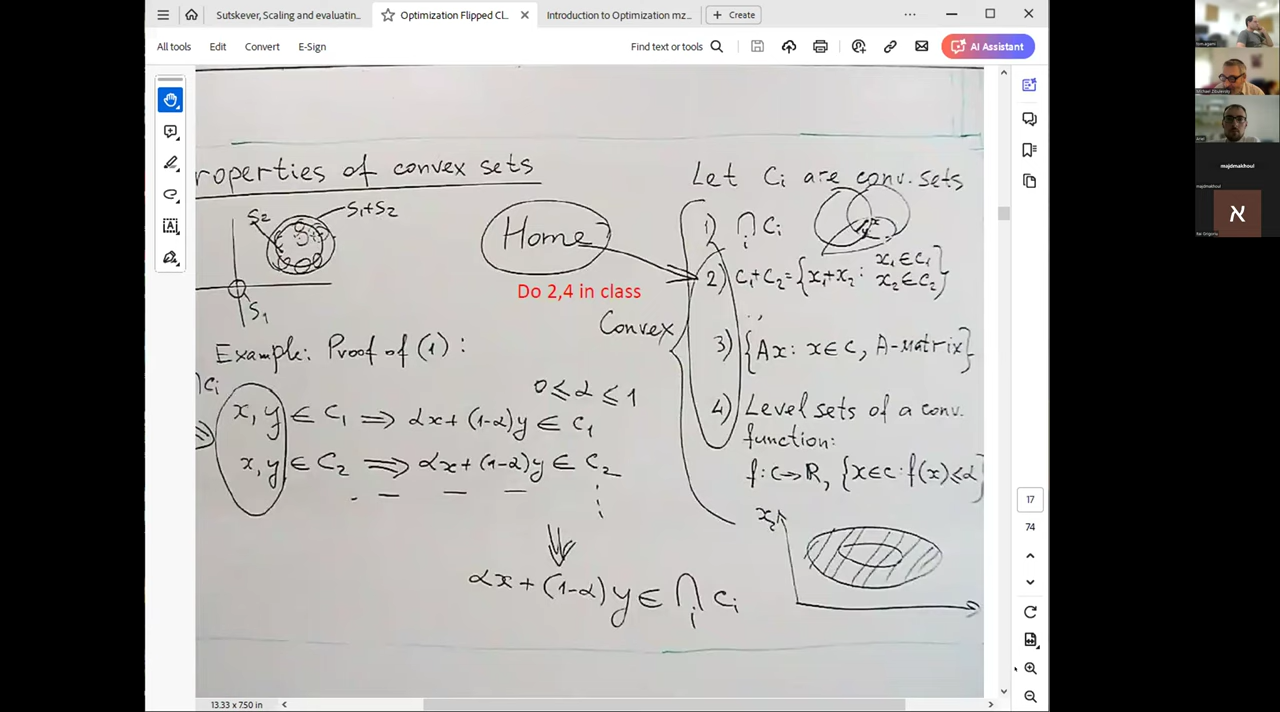 Sutskever, Scaling and evaluatin...
Optimization Flipped Cl...
Introduction to Optimization mz...
+ Create
All tools
Edit
Convert
E-Sign
Find text or tools
AI Assistant
roperties of convex sets
S2
S1+S2
S1
Home
Do 2,4 in class
Let Ci are conv. sets
1) ⋂i Ci
2) C1+C2={x1+x2: x1∈C1, x2∈C2}
3) {Ax: x∈C, A-matrix}
4) Level sets of a conv.
function:
f:C→R, {x∈C: f(x)≤α}
Convex
x2
Example: Proof of (1):
0≤α≤1
∩Ci
x, y ∈ C1 ⟹ αx+(1-α)y ∈ C1
x, y ∈ C2 ⟹ αx+(1-α)y ∈ C2
αx+(1-α)y ∈ ⋂i Ci
17
74
13.33 x 7.50 in
majdmakhoul
majdmakhoul
א